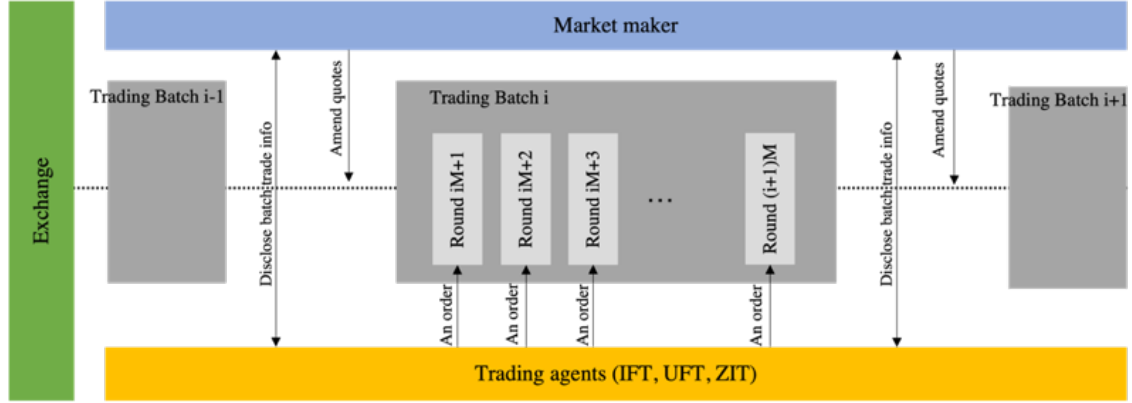 Market maker
Exchange
Trading Batch i-1
Disclose batch-trade info
Amend quotes
Trading Batch i
Round iM+1
Round iM+2
Round iM+3
...
Round (i+1)M
An order
An order
An order
An order
Disclose batch-trade info
Amend quotes
Trading Batch i+1
Trading agents (IFT, UFT, ZIT)